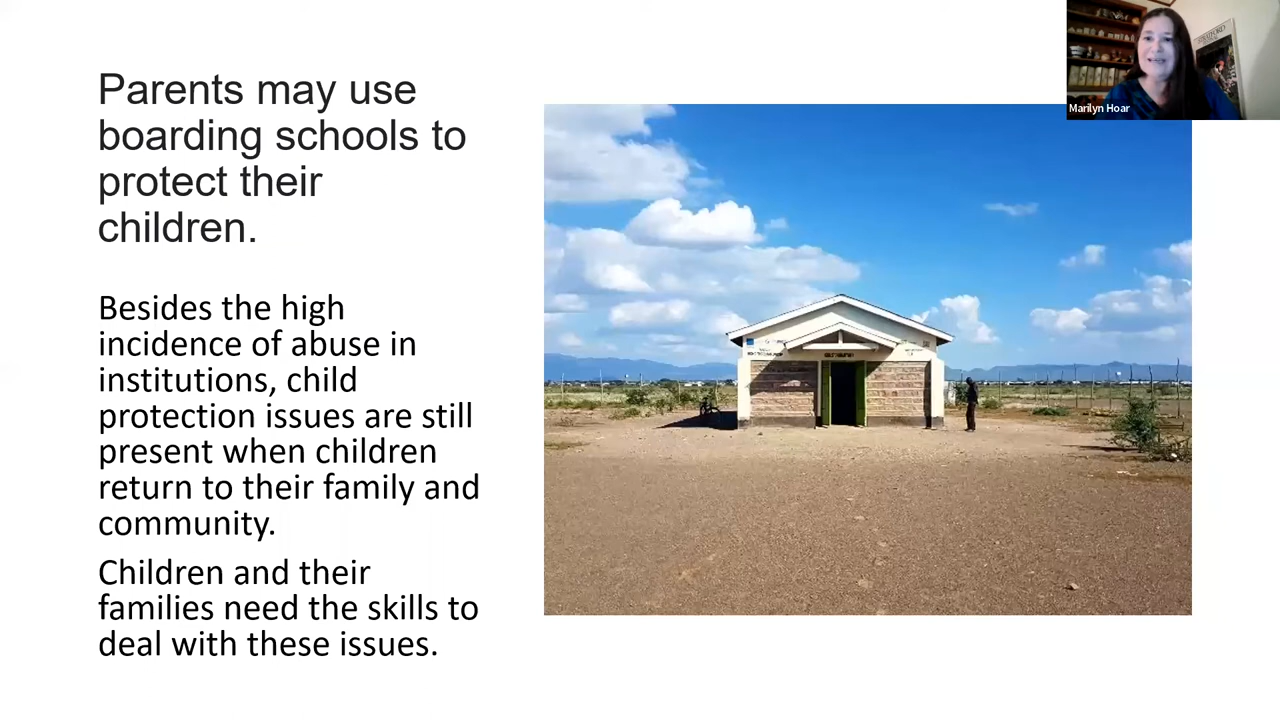 Parents may use
boarding schools to
protect their
children.
Besides the high
incidence of abuse in
institutions, child
protection issues are still
present when children
return to their family and
community.
Children and their
families need the skills to
deal with these issues.
STRATFORD
Marilyn Hoar